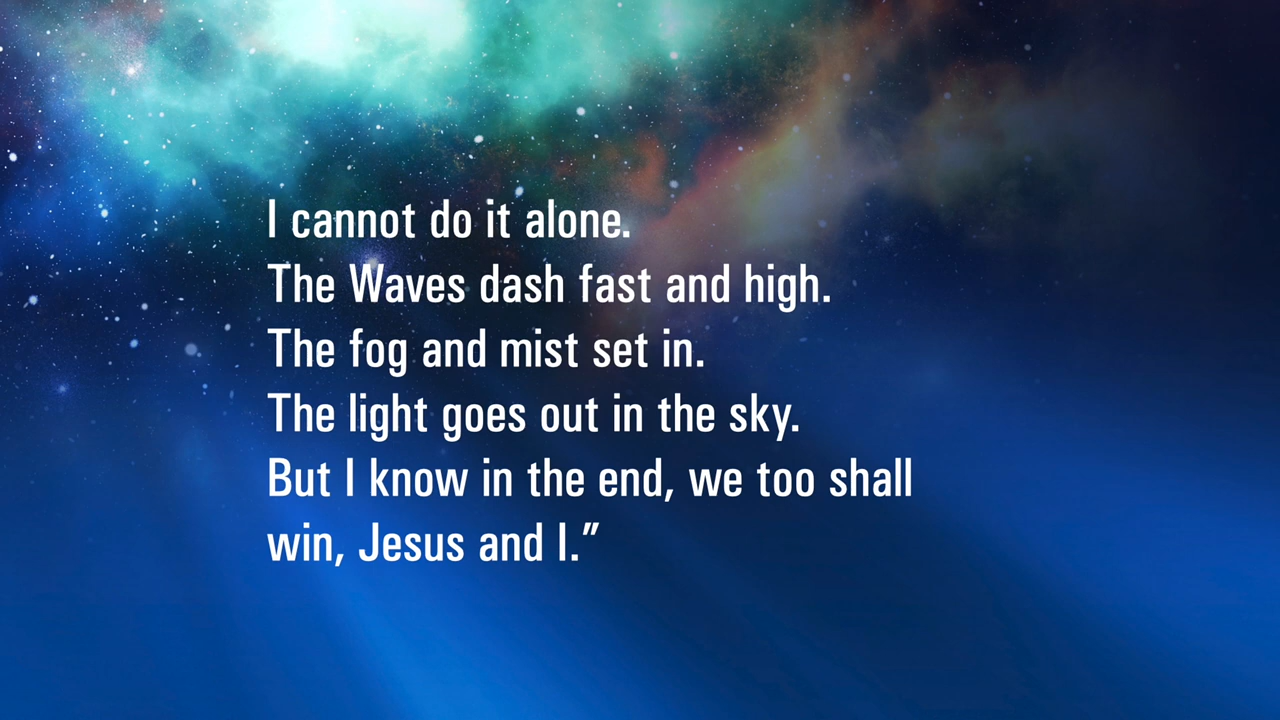 I cannot do it alone.
The Waves dash fast and high.
The fog and mist set in.
The light goes out in the sky.
But I know in the end, we too shall
win, Jesus and I.”